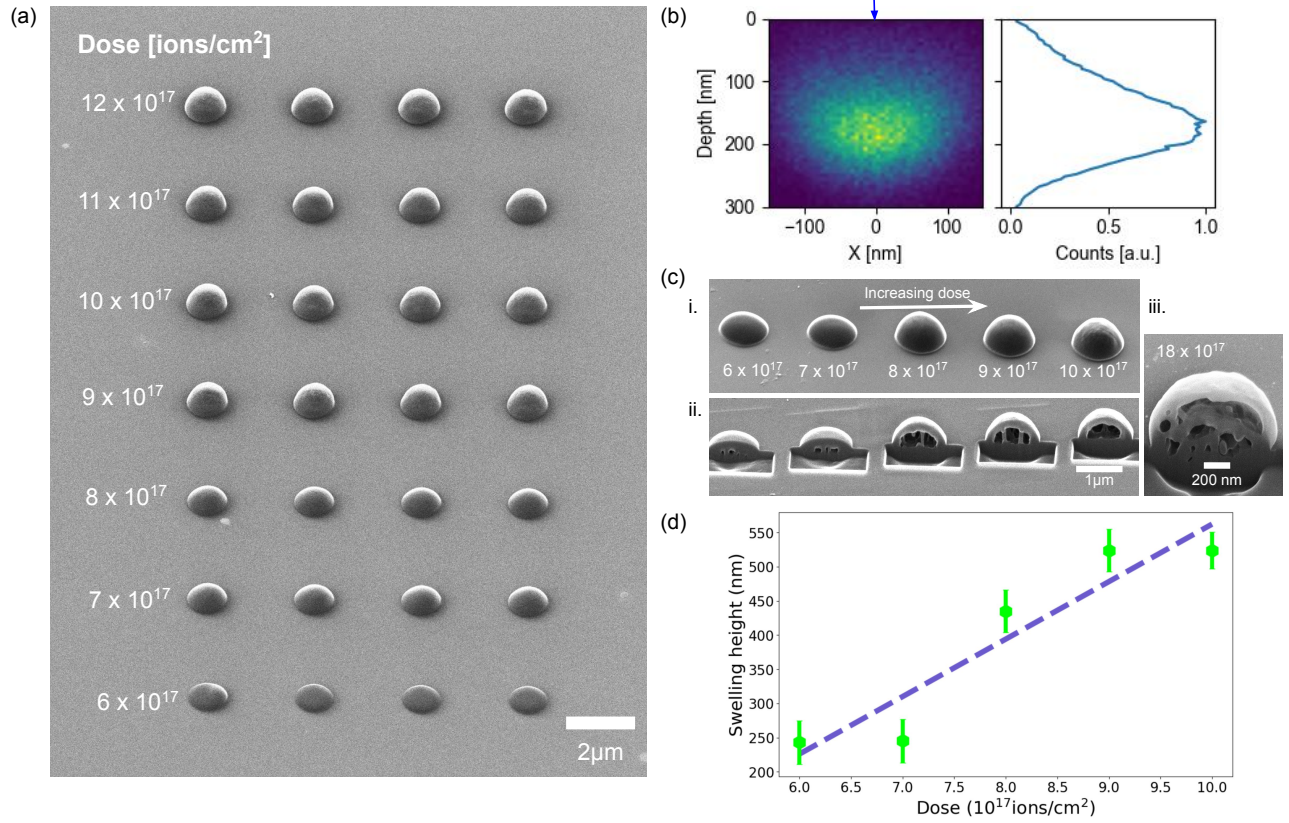 (a)
Dose [ions/cm²]
12 x 10¹⁷
11 x 10¹⁷
10 x 10¹⁷
9 x 10¹⁷
8 x 10¹⁷
7 x 10¹⁷
6 x 10¹⁷
2μm
(b)
0
100
200
300
Depth [nm]
−100 0 100
X [nm]
0.0 0.5 1.0
Counts [a.u.]
(c)
i.
Increasing dose
6 x 10¹⁷ 7 x 10¹⁷ 8 x 10¹⁷ 9 x 10¹⁷ 10 x 10¹⁷
ii.
1μm
iii.
18 x 10¹⁷
200 nm
(d)
550
500
450
400
350
300
250
200
Swelling height (nm)
6.0 6.5 7.0 7.5 8.0 8.5 9.0 9.5 10.0
Dose (10¹⁷ions/cm²)